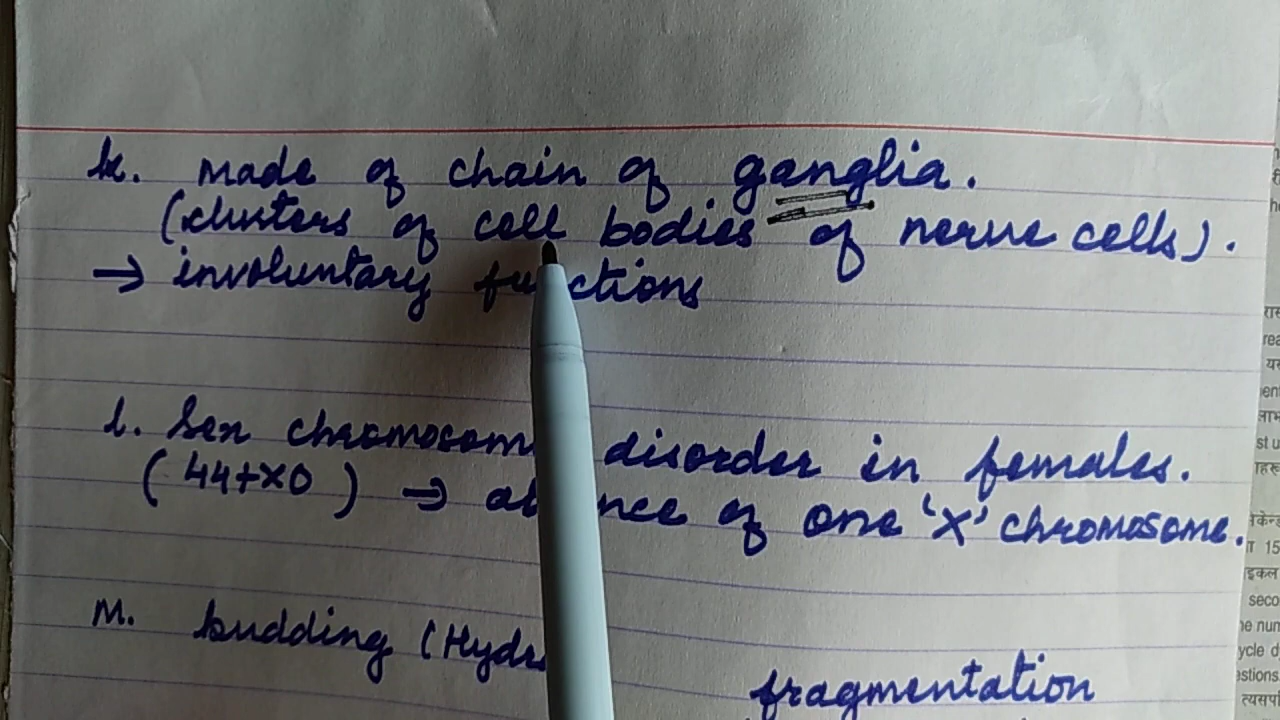 k. made of chain of ganglia.
(clusters of cell bodies of nerve cells).
→ involuntary functions
l. Sex chromosome disorder in females.
(44+XO) → absence of one 'X' chromosome.
M. budding (Hydra
fragmentation